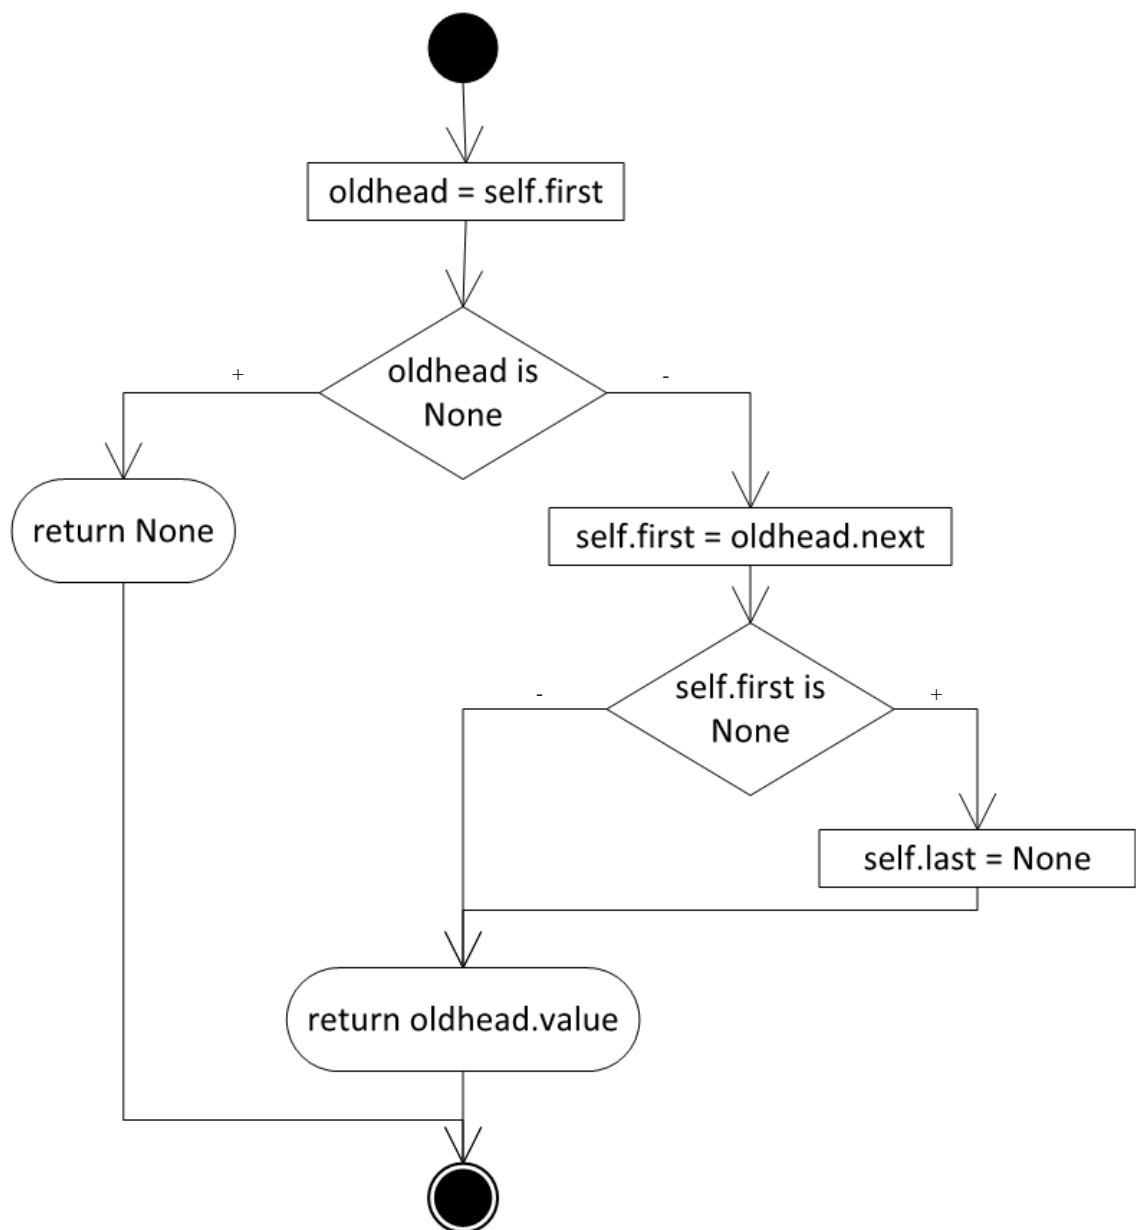 oldhead = self.first
oldhead is
None
+
-
return None
self.first = oldhead.next
self.first is
None
-
+
self.last = None
return oldhead.value